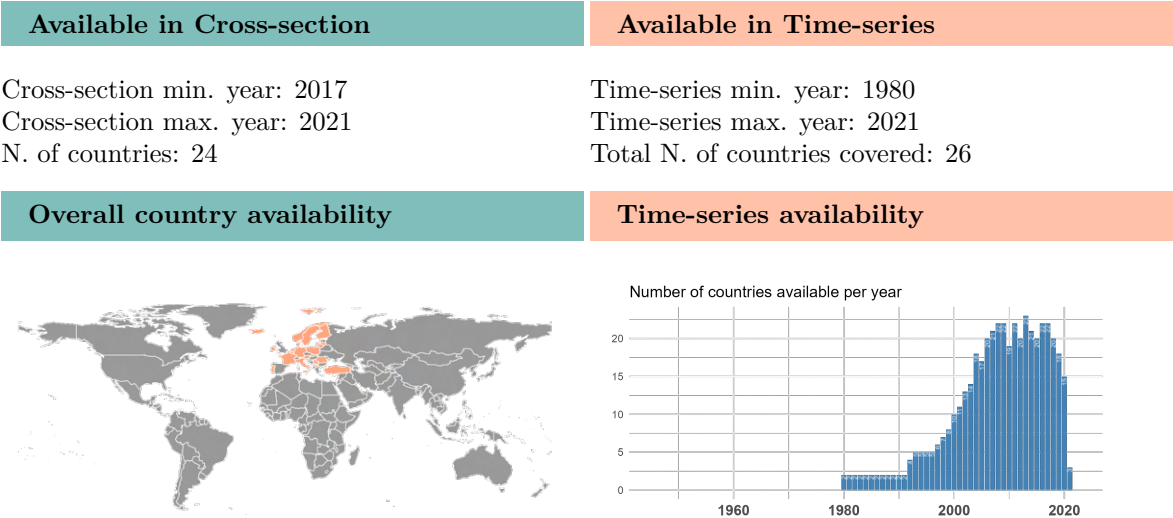 Available in Cross-section
Available in Time-series
Cross-section min. year: 2017
Cross-section max. year: 2021
N. of countries: 24
Time-series min. year: 1980
Time-series max. year: 2021
Total N. of countries covered: 26
Overall country availability
Time-series availability
Number of countries available per year
20
15
10
5
0
1960
1980
2000
2020